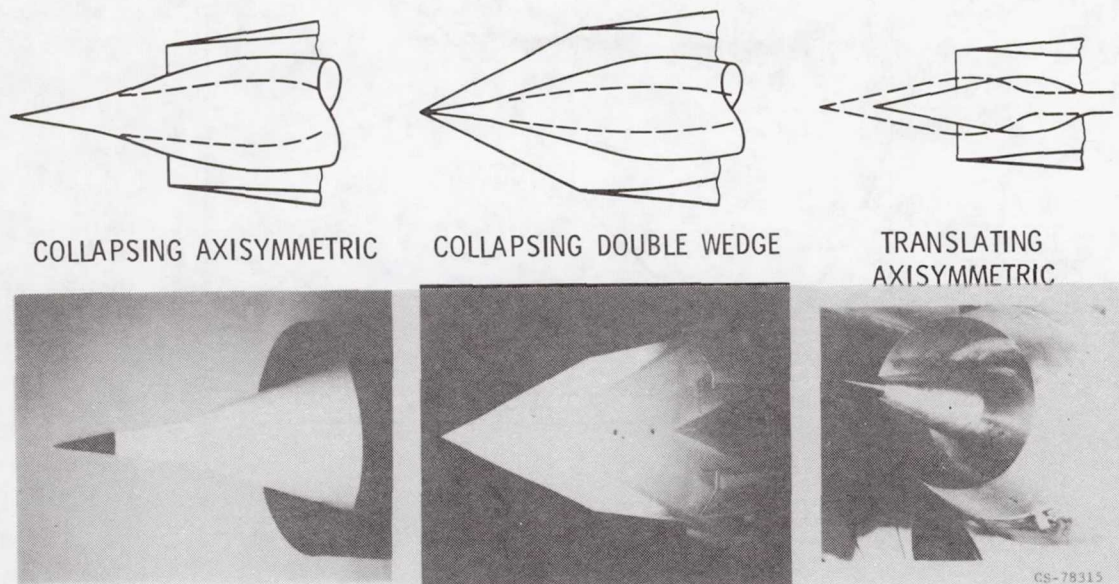 COLLAPSING AXISYMMETRIC
COLLAPSING DOUBLE WEDGE
TRANSLATING
AXISYMMETRIC
CS-78315